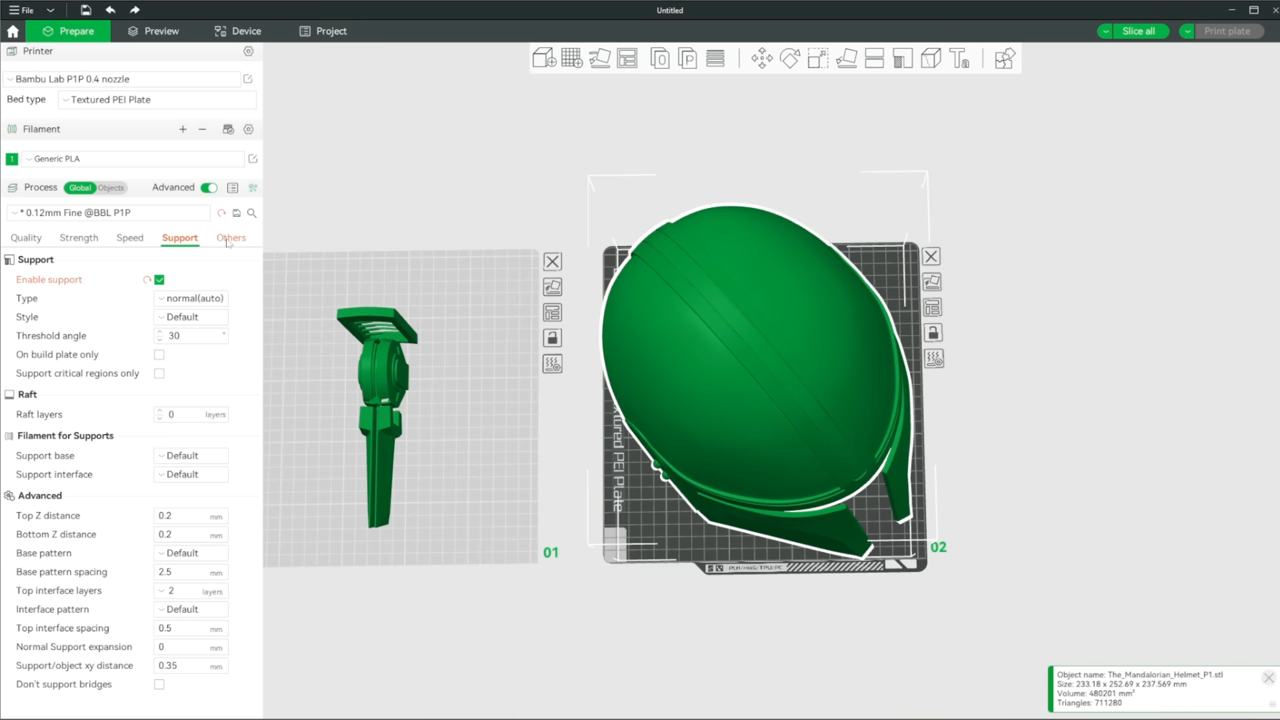 File
Untitled
Prepare
Preview
Device
Project
Slice all
Print plate
Printer
Bambu Lab P1P 0.4 nozzle
Bed type
Textured PEI Plate
Filament
1
Generic PLA
Process
Global
Objects
Advanced
* 0.12mm Fine @BBL P1P
Quality
Strength
Speed
Support
Others
Support
Enable support
Type
normal(auto)
Style
Default
Threshold angle
30
°
On build plate only
Support critical regions only
Raft
Raft layers
0
layers
Filament for Supports
Support base
Default
Support interface
Default
Advanced
Top Z distance
0.2
mm
Bottom Z distance
0.2
mm
Base pattern
Default
Base pattern spacing
2.5
mm
Top interface layers
2
layers
Interface pattern
Default
Top interface spacing
0.5
mm
Normal Support expansion
0
mm
Support/object xy distance
0.35
mm
Don't support bridges
01
02
Object name: The_Mandalorian_Helmet_P1.stl
Size: 233.18 x 252.69 x 237.569 mm
Volume: 480201 mm³
Triangles: 711280